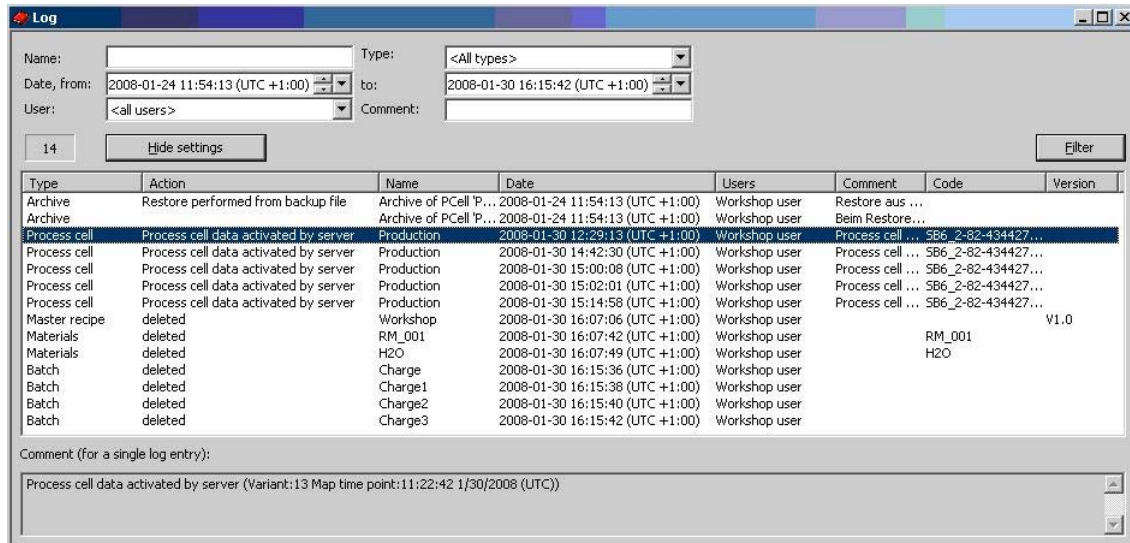 Log
Name: Type: <All types>
Date, from: 2008-01-24 11:54:13 (UTC +1:00) to: 2008-01-30 16:15:42 (UTC +1:00)
User: <all users> Comment:
14 Hide settings Filter
Type Action Name Date Users Comment Code Version
Archive Restore performed from backup file Archive of PCell 'P... 2008-01-24 11:54:13 (UTC +1:00) Workshop user Restore aus ...
Archive Archive of PCell 'P... 2008-01-24 11:54:13 (UTC +1:00) Workshop user Beim Restore...
Process cell Process cell data activated by server Production 2008-01-30 12:29:13 (UTC +1:00) Workshop user Process cell ... SB6_2-82-434427...
Process cell Process cell data activated by server Production 2008-01-30 14:42:30 (UTC +1:00) Workshop user Process cell ... SB6_2-82-434427...
Process cell Process cell data activated by server Production 2008-01-30 15:00:08 (UTC +1:00) Workshop user Process cell ... SB6_2-82-434427...
Process cell Process cell data activated by server Production 2008-01-30 15:02:01 (UTC +1:00) Workshop user Process cell ... SB6_2-82-434427...
Process cell Process cell data activated by server Production 2008-01-30 15:14:58 (UTC +1:00) Workshop user Process cell ... SB6_2-82-434427...
Master recipe deleted Workshop 2008-01-30 16:07:06 (UTC +1:00) Workshop user V1.0
Materials deleted RM_001 2008-01-30 16:07:42 (UTC +1:00) Workshop user RM_001
Materials deleted H2O 2008-01-30 16:07:49 (UTC +1:00) Workshop user H2O
Batch deleted Charge 2008-01-30 16:15:36 (UTC +1:00) Workshop user
Batch deleted Charge1 2008-01-30 16:15:38 (UTC +1:00) Workshop user
Batch deleted Charge2 2008-01-30 16:15:40 (UTC +1:00) Workshop user
Batch deleted Charge3 2008-01-30 16:15:42 (UTC +1:00) Workshop user
Comment (for a single log entry):
Process cell data activated by server (Variant:13 Map time point:11:22:42 1/30/2008 (UTC))